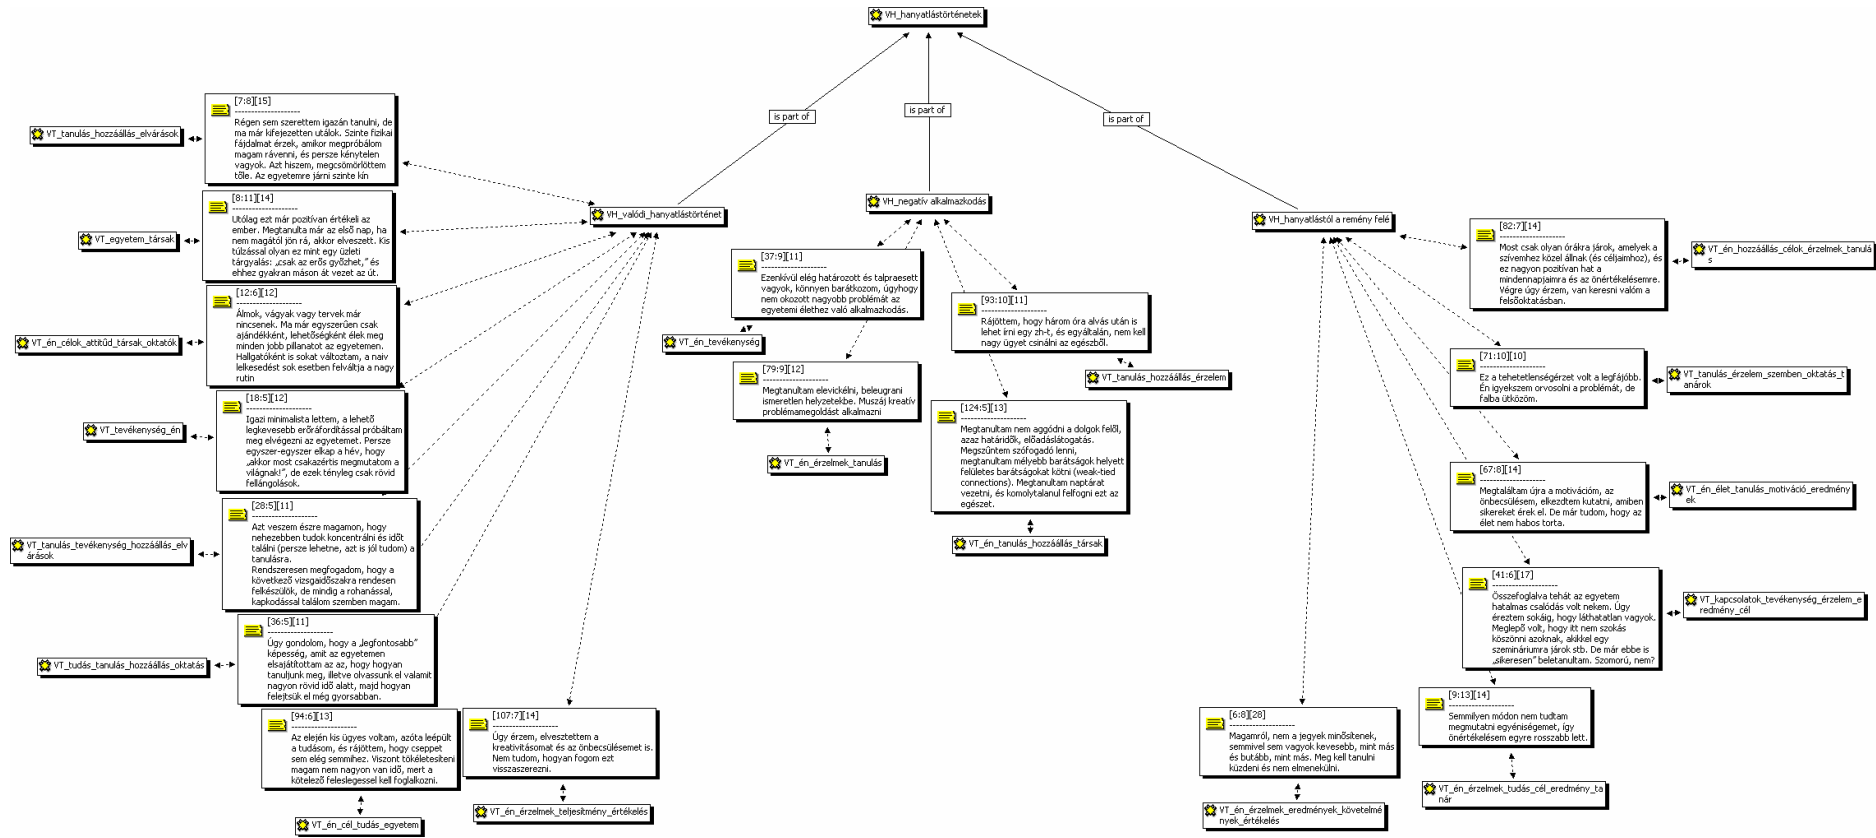 VH_hanyatlástörténetek
is part of
is part of
is part of
VH_valódi_hanyatlástörténet
VH_negatív alkalmazkodás
VH_hanyatlástól a remény felé
VT_tanulás_hozzáállás_elvárások
[7:8][15]
--------------------
Régen sem szerettem igazán tanulni, de
ma már kifejezetten utálok. Szinte fizikai
fájdalmat érzek, amikor megpróbálom
magam rávenni, és persze kénytelen
vagyok. Azt hiszem, megcsömörlöttem
tőle. Az egyetemre járni szinte kín
VT_egyetem_társak
[8:11][14]
--------------------
Utólag ezt már pozitívan értékeli az
ember. Megtanulta már az első nap, ha
nem magától jön rá, akkor elveszett. Kis
túlzással olyan ez mint egy üzleti
tárgyalás: „csak az erős győzhet,” és
ehhez gyakran máson át vezet az út.
VT_én_célok_attitűd_társak_oktatók
[12:6][12]
--------------------
Álmok, vágyak vagy tervek már
nincsenek. Ma már egyszerűen csak
ajándékként, lehetőségként élek meg
minden jobb pillanatot az egyetemen.
Hallgatóként is sokat változtam, a naiv
lelkesedést sok esetben felváltja a nagy
rutin
VT_tevékenység_én
[18:5][12]
--------------------
Igazi minimalista lettem, a lehető
legkevesebb erőráfordítással próbáltam
meg elvégezni az egyetemet. Persze
egyszer-egyszer elkap a hév, hogy
„akkor most csakazértis megmutatom a
világnak!”, de ezek tényleg csak rövid
fellángolások.
VT_tanulás_tevékenység_hozzáállás_elv
árások
[28:5][11]
--------------------
Azt veszem észre magamon, hogy
nehezebben tudok koncentrálni és időt
találni (persze lehetne, azt is jól tudom) a
tanulásra.
Rendszeresen megfogadom, hogy a
következő vizsgaidőszakra rendesen
felkészülök, de mindig a rohanással,
kapkodással találom szemben magam.
VT_tudás_tanulás_hozzáállás_oktatás
[36:5][11]
--------------------
Úgy gondolom, hogy a „legfontosabb”
képesség, amit az egyetemen
elsajátítottam az az, hogy hogyan
tanuljunk meg, illetve olvassunk el valamit
nagyon rövid idő alatt, majd hogyan
felejtsük el még gyorsabban.
[94:6][13]
--------------------
Az elején kis ügyes voltam, azóta leépült
a tudásom, és rájöttem, hogy cseppet
sem elég semmihez. Viszont tökéletesíteni
magam nem nagyon van idő, mert a
kötelező feleslegessel kell foglalkozni.
VT_én_cél_tudás_egyetem
[107:7][14]
--------------------
Úgy érzem, elvesztettem a
kreativitásomat és az önbecsülésemet is.
Nem tudom, hogyan fogom ezt
visszaszerezni.
VT_én_érzelmek_teljesítmény_értékelés
[37:9][11]
--------------------
Ezenkívül elég határozott és talpraesett
vagyok, könnyen barátkozom, úgyhogy
nem okozott nagyobb problémát az
egyetemi élethez való alkalmazkodás.
VT_én_tevékenység
[79:9][12]
--------------------
Megtanultam elevickélni, beleugrani
ismeretlen helyzetekbe. Muszáj kreatív
problémamegoldást alkalmazni
VT_én_érzelmek_tanulás
[93:10][11]
--------------------
Rájöttem, hogy három óra alvás után is
lehet írni egy zh-t, és egyáltalán, nem kell
nagy ügyet csinálni az egészből.
VT_tanulás_hozzáállás_érzelem
[124:5][13]
--------------------
Megtanultam nem aggódni a dolgok felől,
azaz határidők, előadáslátogatás.
Megszűntem szófogadó lenni,
megtanultam mélyebb barátságok helyett
felületes barátságokat kötni (weak-tied
connections). Megtanultam naptárat
vezetni, és komolytalanul felfogni ezt az
egészet.
VT_én_tanulás_hozzáállás_társak
[82:7][14]
--------------------
Most csak olyan órákra járok, amelyek a
szívemhez közel állnak (és céljaimhoz), és
ez nagyon pozitívan hat a
mindennapjaimra és az önértékelésemre.
Végre úgy érzem, van keresni valóm a
felsőoktatásban.
VT_én_hozzáállás_célok_érzelmek_tanulá
s
[71:10][10]
--------------------
Ez a tehetetlenségérzet volt a legfájóbb.
Én igyekszem orvosolni a problémát, de
falba ütközöm.
VT_tanulás_érzelem_szemben_oktatás_t
anárok
[67:8][14]
--------------------
Megtaláltam újra a motivációm, az
önbecsülésem, elkezdtem kutatni, amiben
sikereket érek el. De már tudom, hogy az
élet nem habos torta.
VT_én_élet_tanulás_motiváció_eredmény
ek
[41:6][17]
--------------------
Összefoglalva tehát az egyetem
hatalmas csalódás volt nekem. Úgy
éreztem sokáig, hogy láthatatlan vagyok.
Meglepő volt, hogy itt nem szokás
köszönni azoknak, akikkel egy
szemináriumra járok stb. De már ebbe is
„sikeresen” beletanultam. Szomorú, nem?
VT_kapcsolatok_tevékenység_érzelem_e
redmény_cél
[9:13][14]
--------------------
Semmilyen módon nem tudtam
megmutatni egyéniségemet, így
önértékelésem egyre rosszabb lett.
VT_én_érzelmek_tudás_cél_eredmény_ta
nár
[6:8][28]
--------------------
Magamról, nem a jegyek minősítenek,
semmivel sem vagyok kevesebb, mint más
és butább, mint más. Meg kell tanulni
küzdeni és nem elmenekülni.
VT_én_érzelmek_eredmények_követelmé
nyek_értékelés